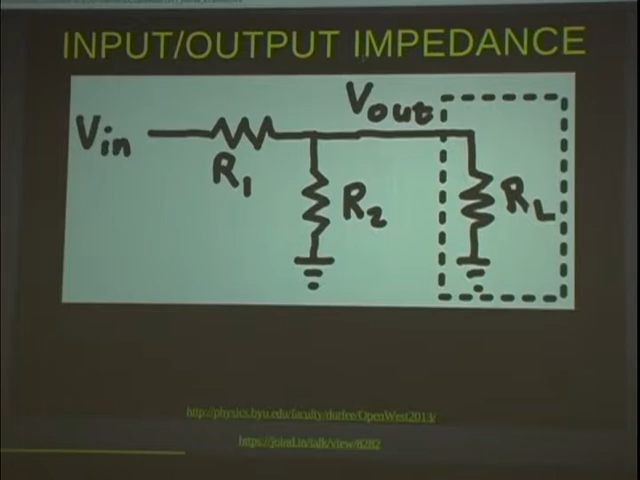 INPUT/OUTPUT IMPEDANCE
Vout
Vin
R1
R2
RL
http://physics.byu.edu/faculty/durfee/OpenWest2013/
https://joind.in/talk/view/8282